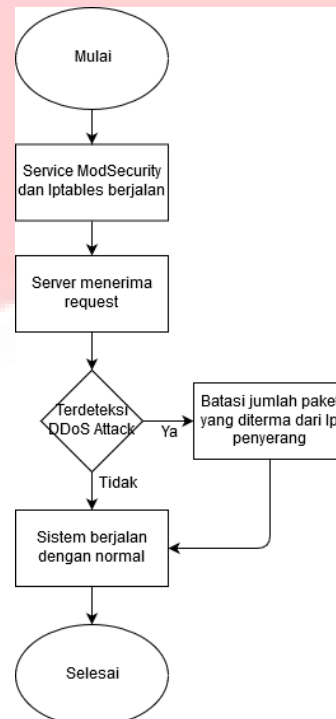 Mulai
Service ModSecurity
dan Iptables berjalan
Server menerima
request
Terdeteksi
DDoS Attack
Ya
Batasi jumlah paket
yang diterma dari Ip
penyerang
Tidak
Sistem berjalan
dengan normal
Selesai